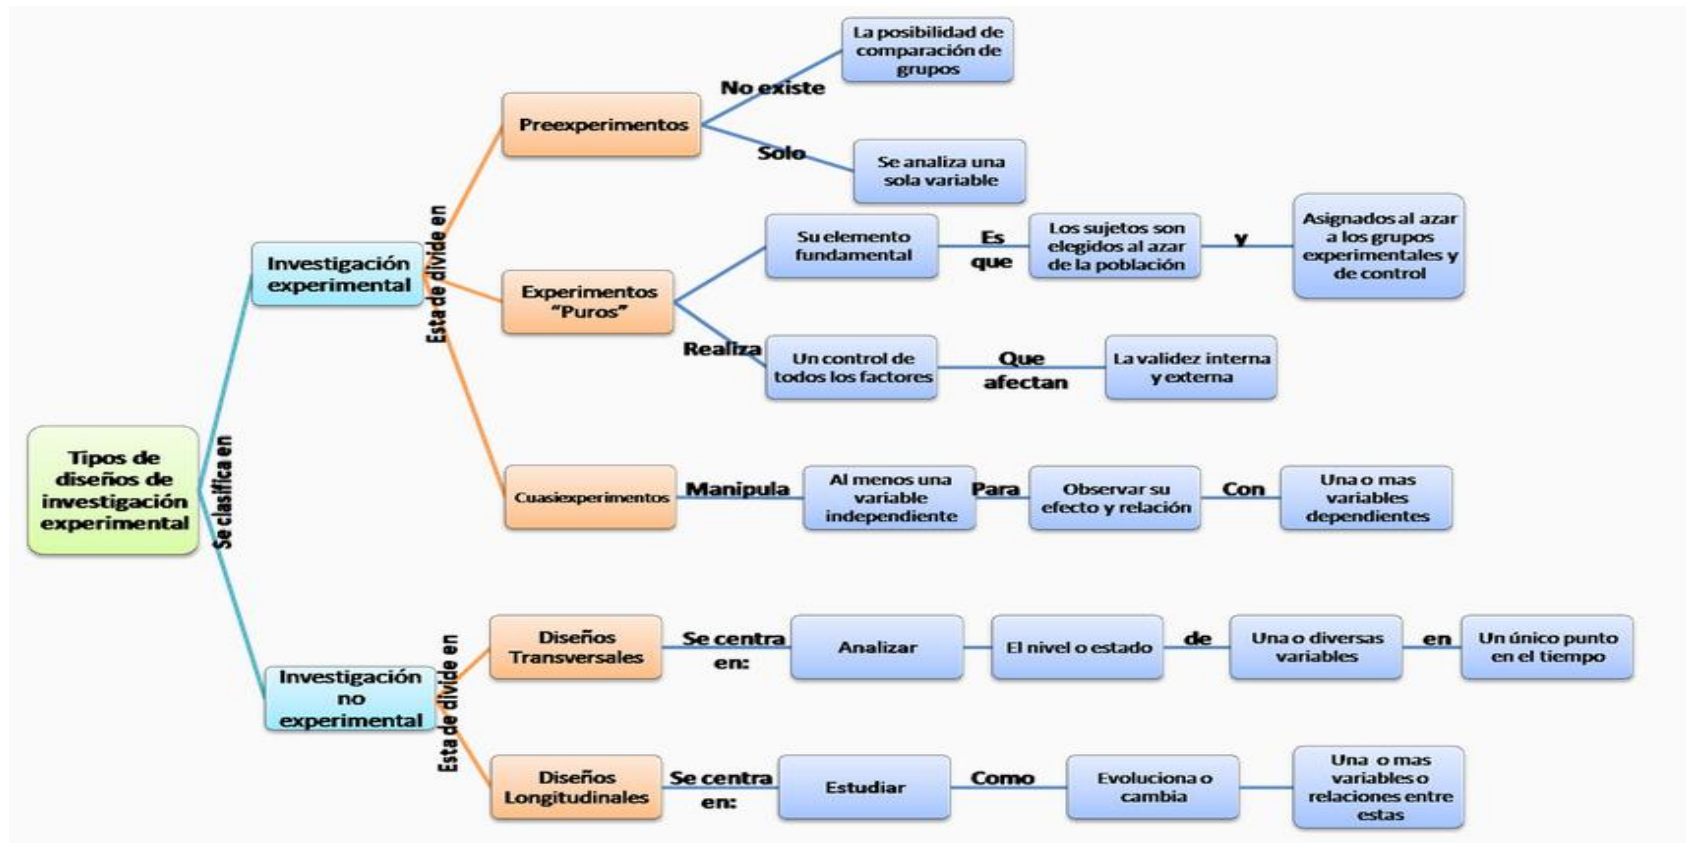 La posibilidad de
comparación de
grupos
No existe
Preexperimentos
Solo
Se analiza una
sola variable
Esta de divide en
Investigación
experimental
Su elemento
fundamental
Es
que
Los sujetos son
elegidos al azar
de la población
y
Asignados al azar
a los grupos
experimentales y
de control
Experimentos
“Puros”
Realiza
Un control de
todos los factores
Que
afectan
La validez interna
y externa
Tipos de
diseños de
investigación
experimental
Se clasifica en
Cuasiexperimentos
Manipula
Al menos una
variable
independiente
Para
Observar su
efecto y relación
Con
Una o mas
variables
dependientes
Investigación
no
experimental
Esta de divide en
Diseños
Transversales
Se centra
en:
Analizar
El nivel o estado
de
Una o diversas
variables
en
Un único punto
en el tiempo
Diseños
Longitudinales
Se centra
en:
Estudiar
Como
Evoluciona o
cambia
Una o mas
variables o
relaciones entre
estas